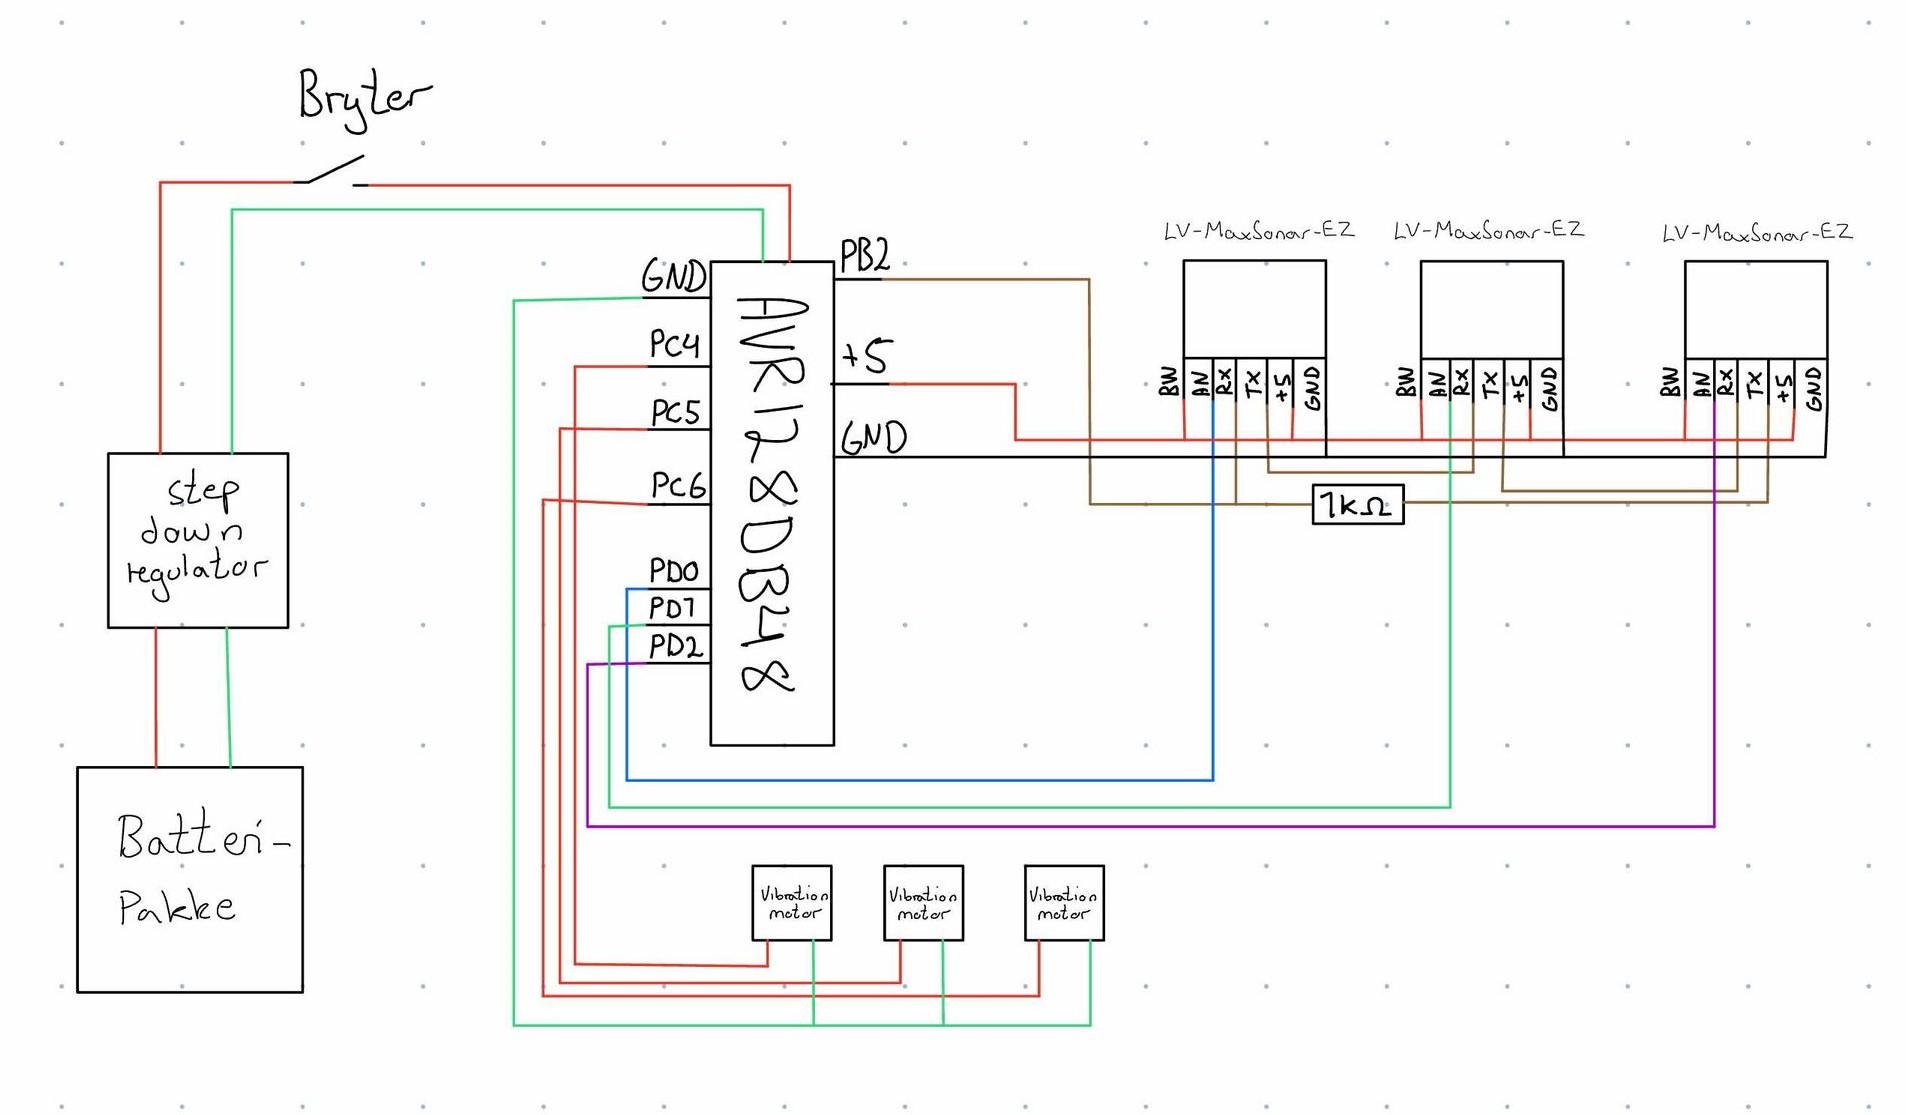 Bryter
LV-MaxSonar-EZ
LV-MaxSonar-EZ
LV-MaxSonar-EZ
GND
PC4
PC5
PC6
PD0
PD1
PD2
AVR128DB48
PB2
+5
GND
BW
AN
Rx
TX
+5
GND
BW
AN
Rx
TX
+5
GND
BW
AN
Rx
TX
+5
GND
1kΩ
step
down
regulator
Batteri-
Pakke
Vibration
motor
Vibration
motor
Vibration
motor